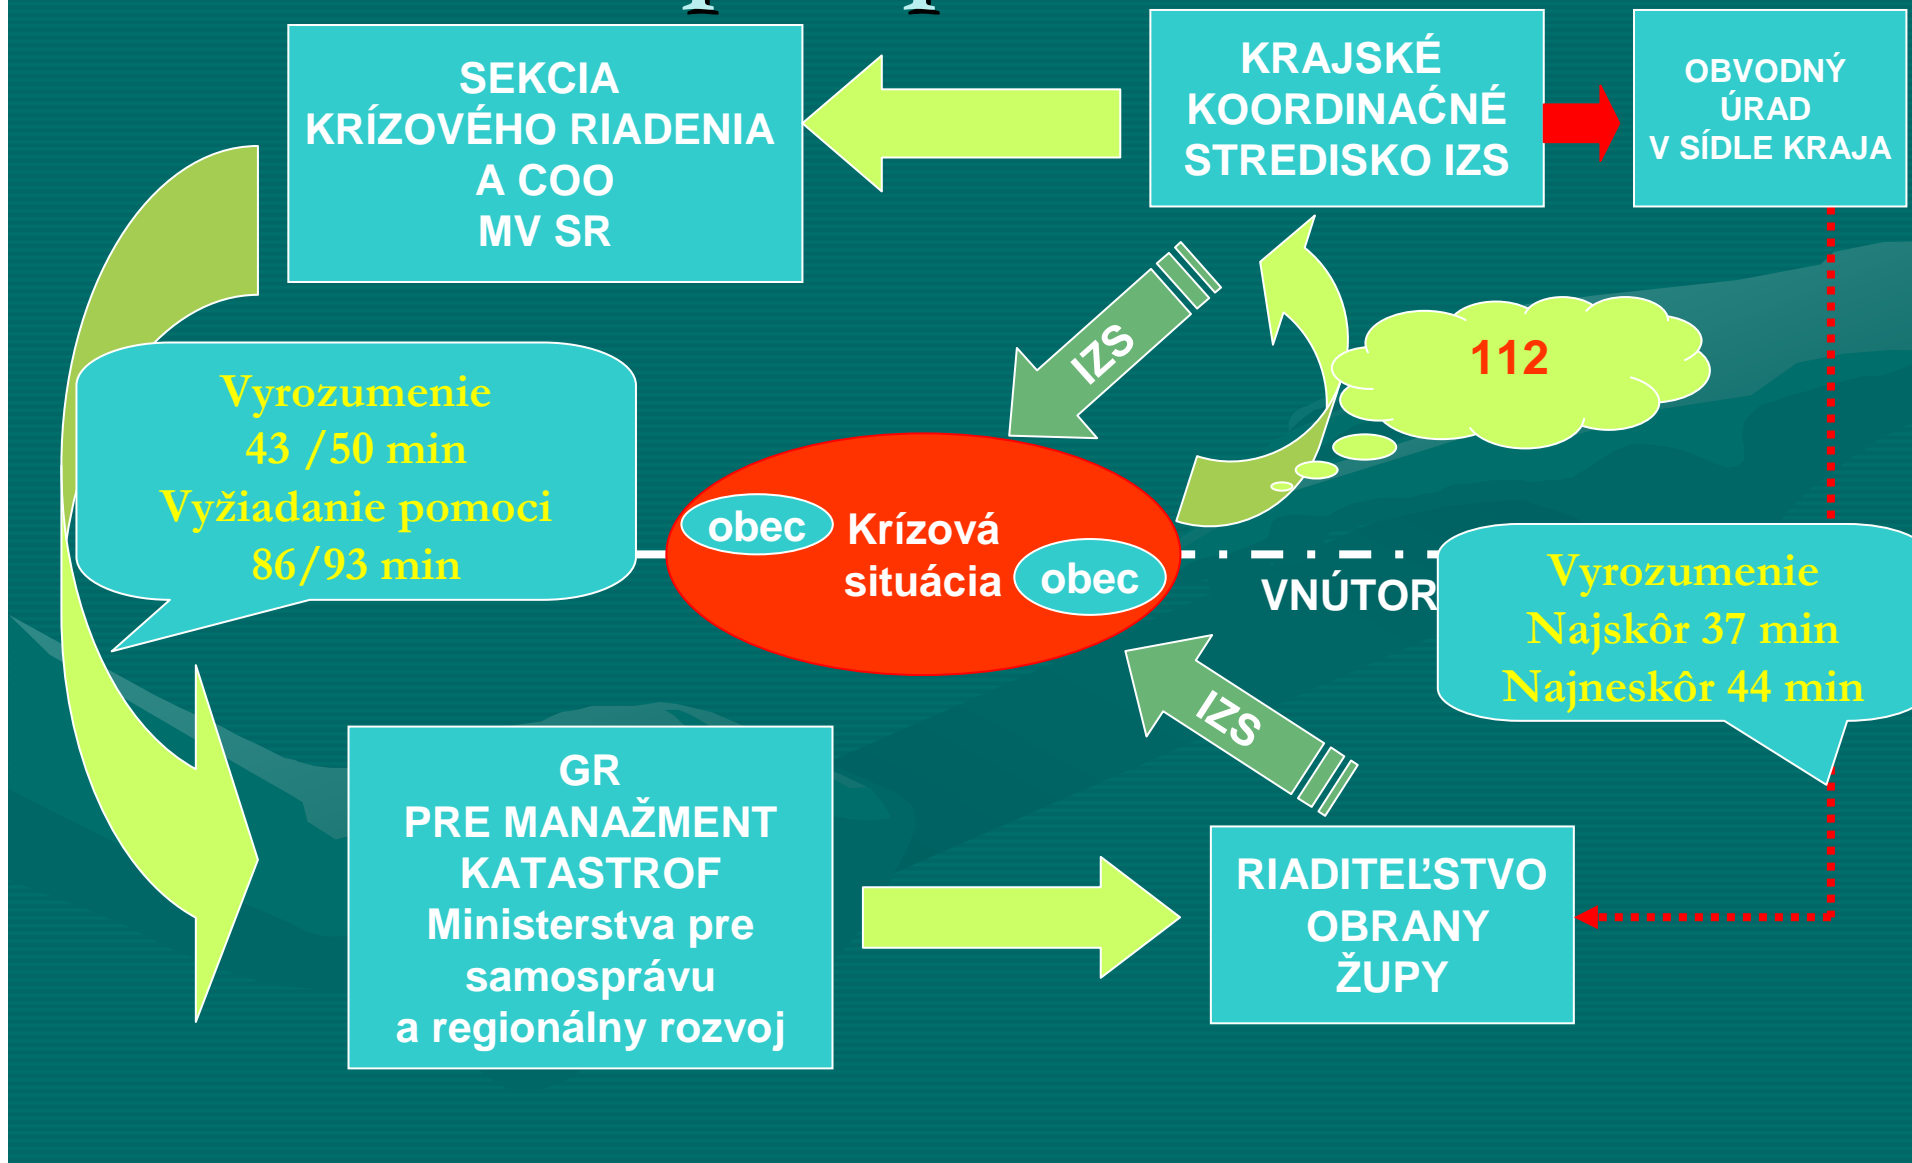 SEKCIA
KRÍZOVÉHO RIADENIA
A COO
MV SR
KRAJSKÉ
KOORDINAĆNÉ
STREDISKO IZS
OBVODNÝ
ÚRAD
V SÍDLE KRAJA
IZS
112
Vyrozumenie
43 /50 min
Vyžiadanie pomoci
86/93 min
obec
Krízová
situácia
obec
VNÚTOR
Vyrozumenie
Najskôr 37 min
Najneskôr 44 min
IZS
GR
PRE MANAŽMENT
KATASTROF
Ministerstva pre
samosprávu
a regionálny rozvoj
RIADITEĽSTVO
OBRANY
ŽUPY